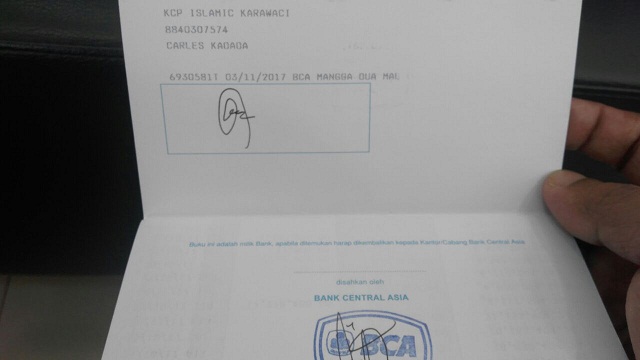 KCP ISLAMIC KARAWACI
8840307574
CARLES KADADA
6930581T 03/11/2017 BCA MANGGA DUA MAL
Buku ini adalah milik Bank, apabila ditemukan harap dikembalikan kepada Kantor/Cabang Bank Central Asia
disahkan oleh
BANK CENTRAL ASIA
BCA